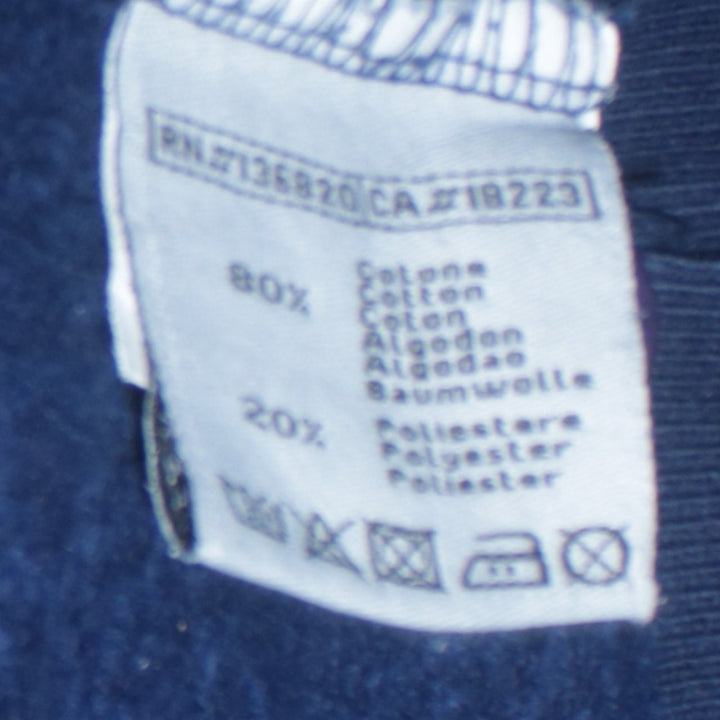 RN#136820 CA#18223
80% Cotone
Cotton
Coton
Algodon
Algodao
Baumwolle
20% Poliestere
Polyester
Poliester